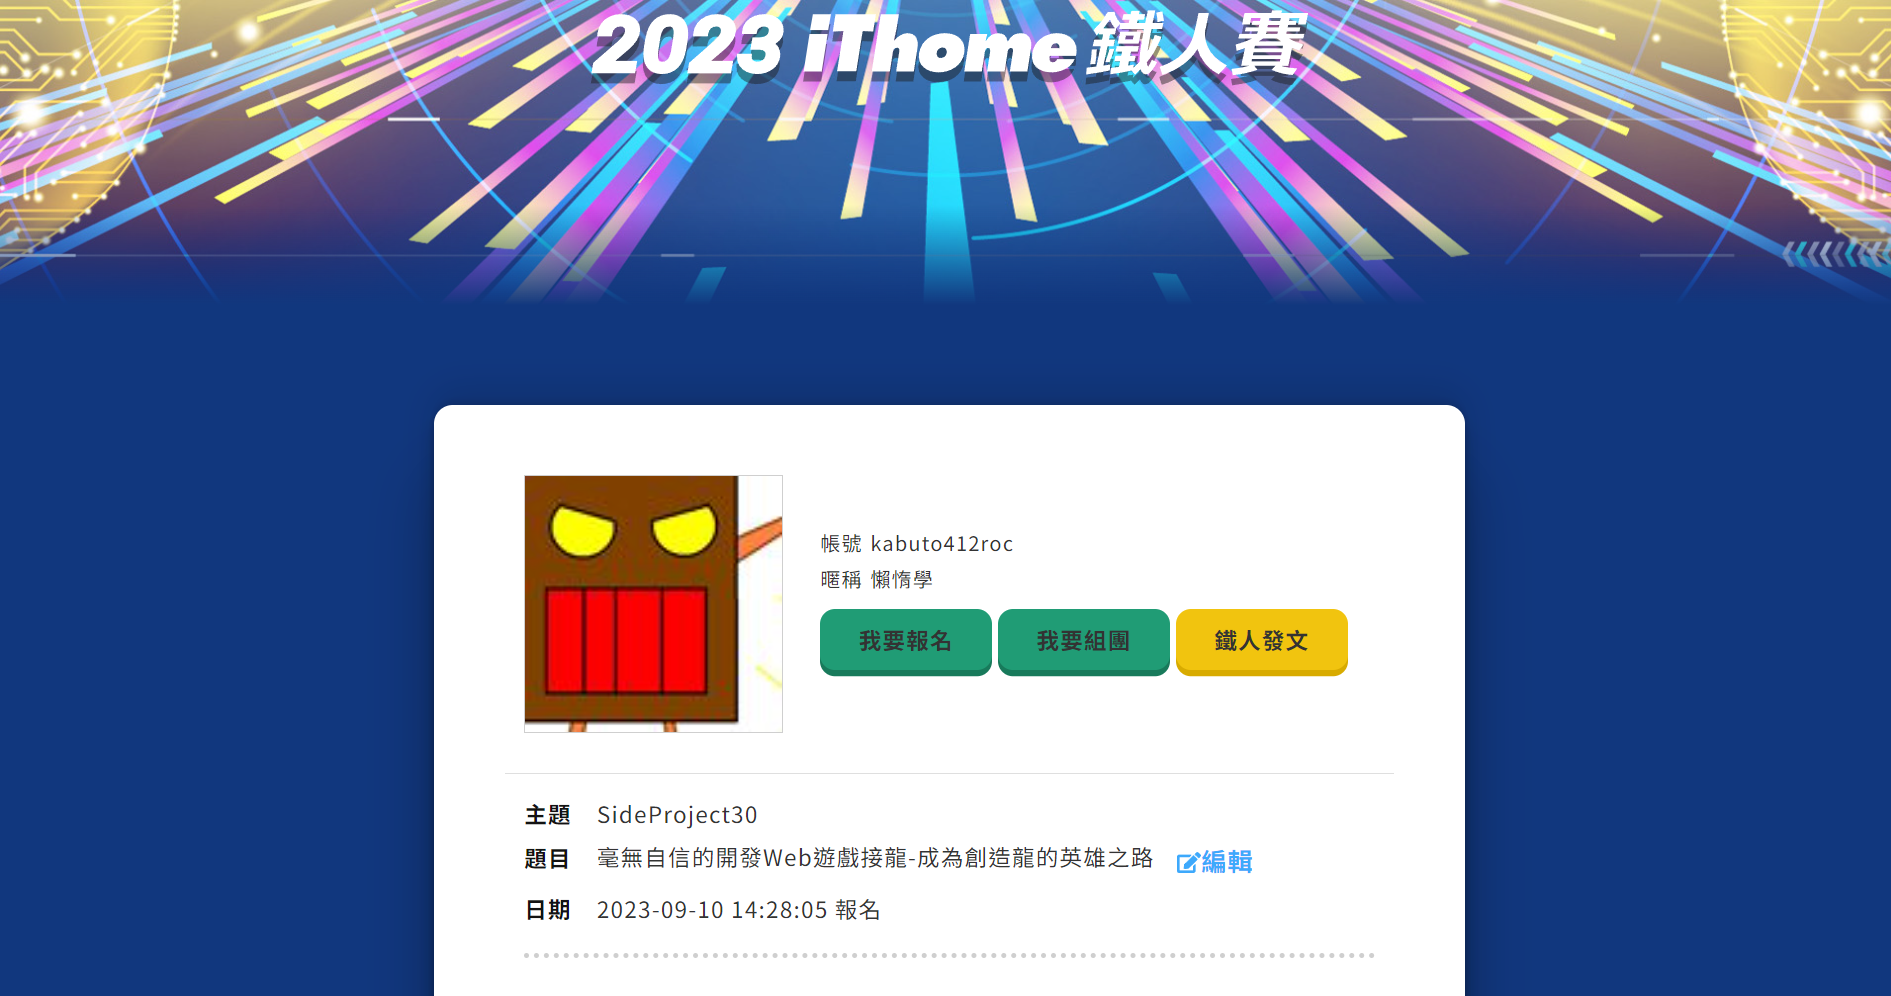 2023 iThome 鐵人賽
帳號 kabuto412roc
暱稱 懶惰學
我要報名 我要組團 鐵人發文
主題 SideProject30
題目 毫無自信的開發Web遊戲接龍-成為創造龍的英雄之路 編輯
日期 2023-09-10 14:28:05 報名